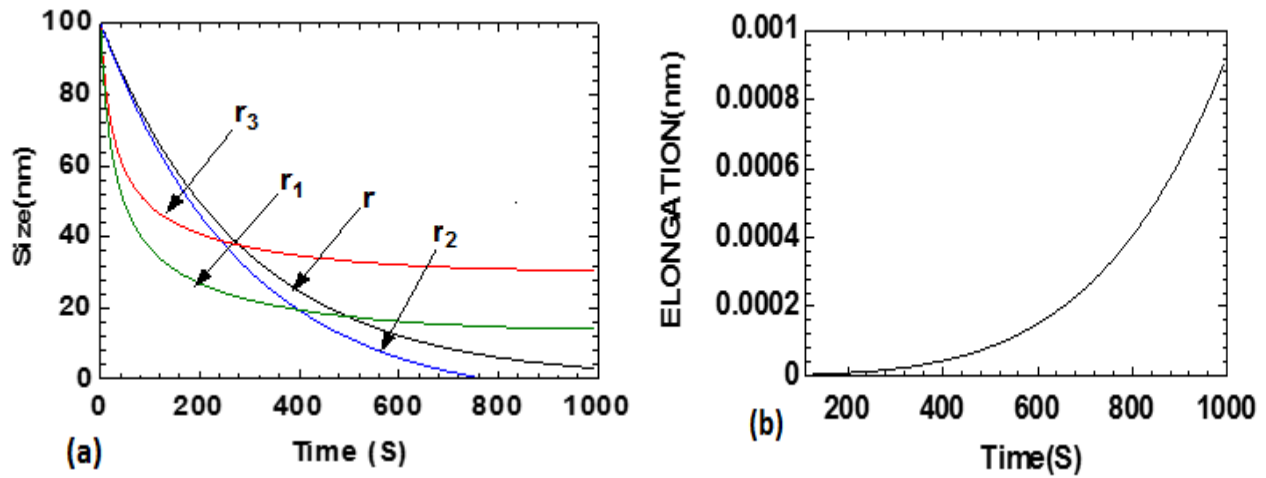 100
80
60
40
20
0
Size(nm)
r3
r1
r
r2
0 200 400 600 800 1000
Time (S)
(a)
0.001
0.0008
0.0006
0.0004
0.0002
0
ELONGATION(nm)
200 400 600 800 1000
Time(S)
(b)